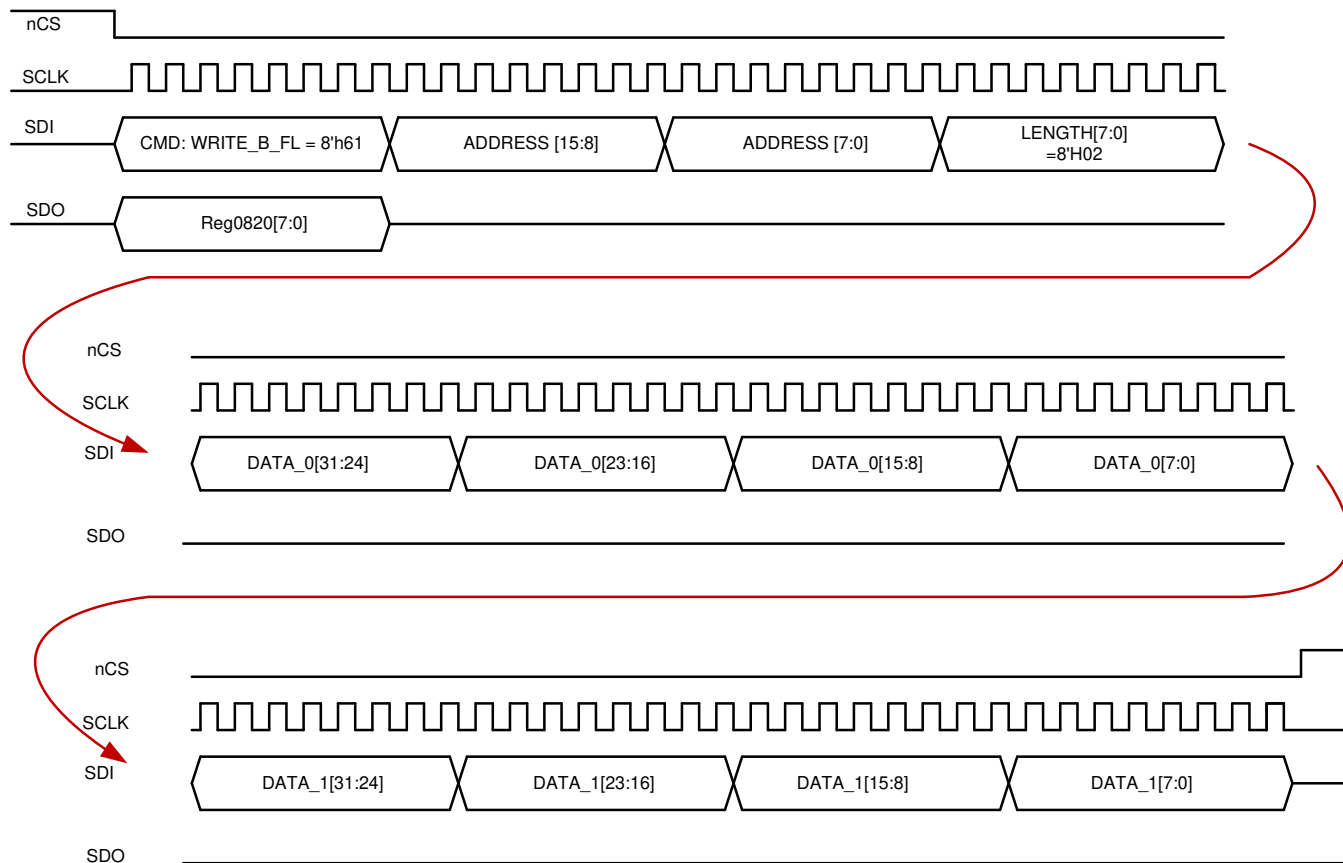 nCS
SCLK
SDI
CMD: WRITE_B_FL = 8'h61
ADDRESS [15:8]
ADDRESS [7:0]
LENGTH[7:0]
=8'H02
SDO
Reg0820[7:0]
nCS
SCLK
SDI
DATA_0[31:24]
DATA_0[23:16]
DATA_0[15:8]
DATA_0[7:0]
SDO
nCS
SCLK
SDI
DATA_1[31:24]
DATA_1[23:16]
DATA_1[15:8]
DATA_1[7:0]
SDO